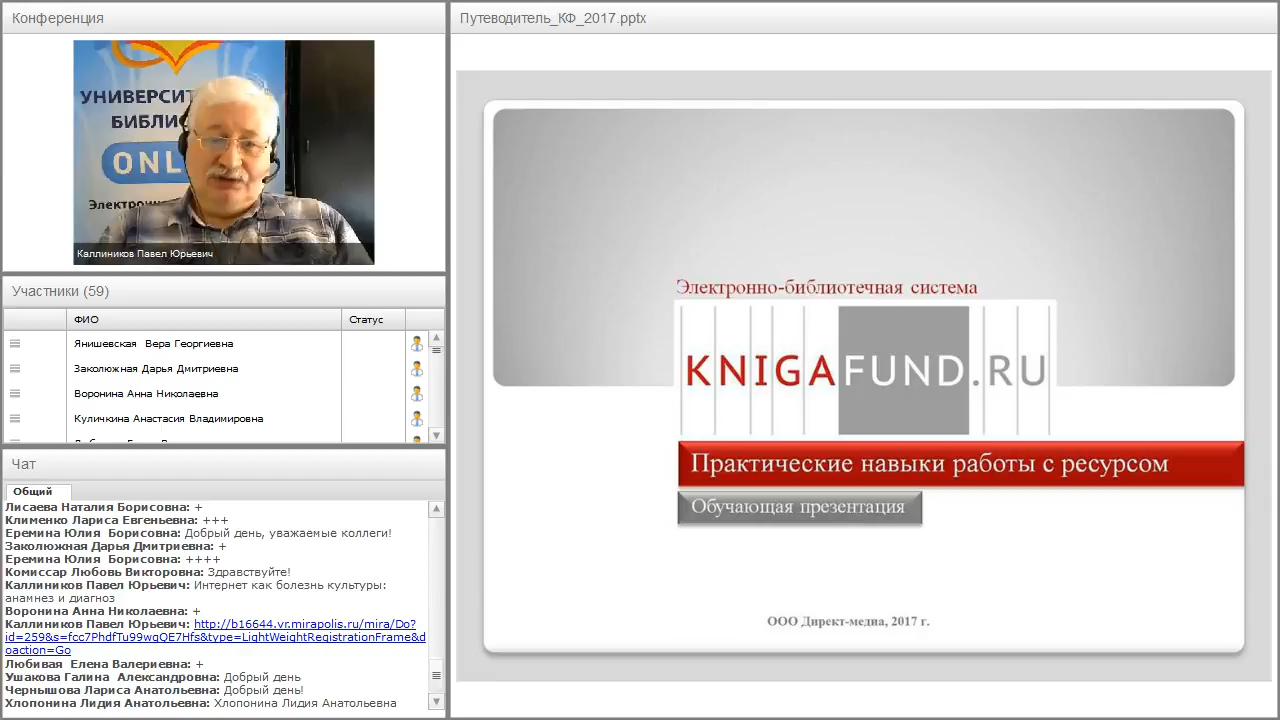 Конференция
УНИВЕРСИТ
БИБЛИ
ONL
Электронн
Каллиников Павел Юрьевич
Участники (59)
ФИО
Статус
Янишевская Вера Георгиевна
Заколюжная Дарья Дмитриевна
Воронина Анна Николаевна
Куличкина Анастасия Владимировна
Чат
Общий
Лисаева Наталия Борисовна: +
Клименко Лариса Евгеньевна: +++
Еремина Юлия Борисовна: Добрый день, уважаемые коллеги!
Заколюжная Дарья Дмитриевна: +
Еремина Юлия Борисовна: ++++
Комиссар Любовь Викторовна: Здравствуйте!
Каллиников Павел Юрьевич: Интернет как болезнь культуры:
анамнез и диагноз
Воронина Анна Николаевна: +
Каллиников Павел Юрьевич: http://b16644.vr.mirapolis.ru/mira/Do?
id=259&s=fcc7PhdfTu99wgQE7Hfs&type=LightWeightRegistrationFrame&d
oaction=Go
Любивая Елена Валериевна: +
Ушакова Галина Александровна: Добрый день
Чернышова Лариса Анатольевна: Добрый день!
Хлопонина Лидия Анатольевна: Хлопонина Лидия Анатольевна
Путеводитель_КФ_2017.pptx
Электронно-библиотечная система
KNIGAFUND.RU
Практические навыки работы с ресурсом
Обучающая презентация
ООО Директ-медиа, 2017 г.